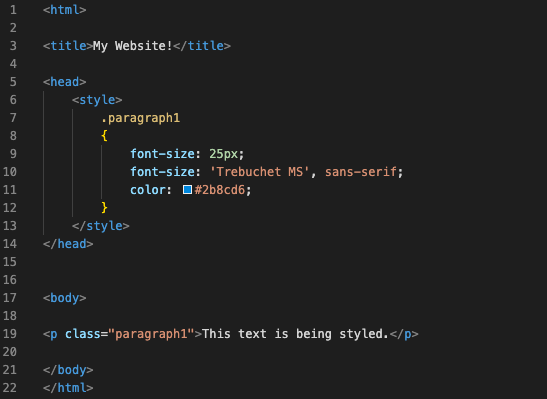 1 <html>
2
3 <title>My Website!</title>
4
5 <head>
6     <style>
7         .paragraph1
8         {
9             font-size: 25px;
10             font-size: 'Trebuchet MS', sans-serif;
11             color: #2b8cd6;
12         }
13     </style>
14 </head>
15
16
17 <body>
18
19 <p class="paragraph1">This text is being styled.</p>
20
21 </body>
22 </html>